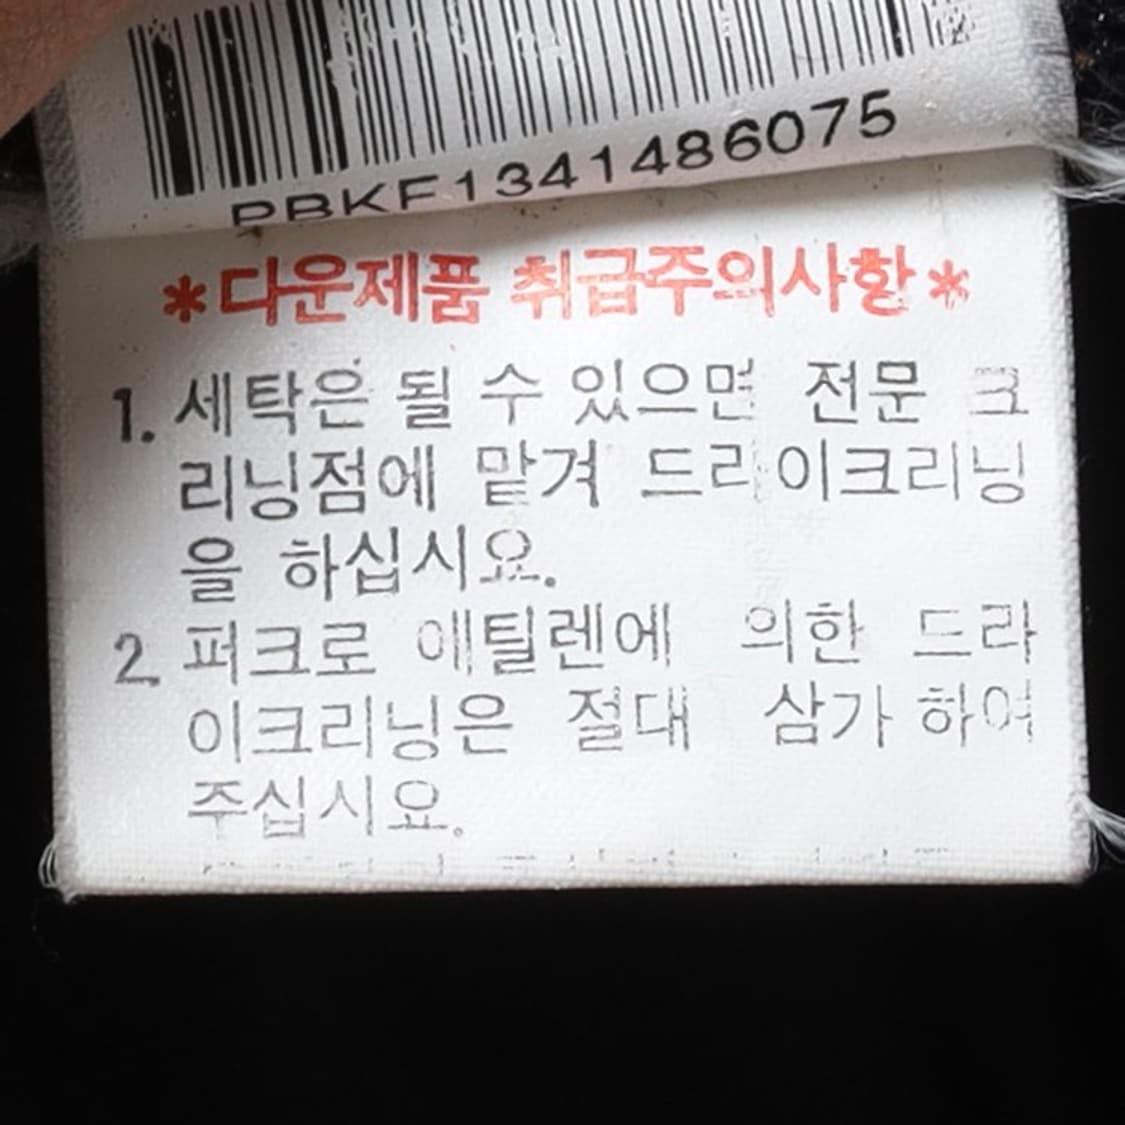 PBKF1341486075
*다운제품 취급주의사항*
1. 세탁은 될 수 있으면 전문 크
리닝점에 맡겨 드라이크리닝
을 하십시요.
2. 퍼크로 에틸렌에 의한 드라
이크리닝은 절대 삼가 하여
주십시요.